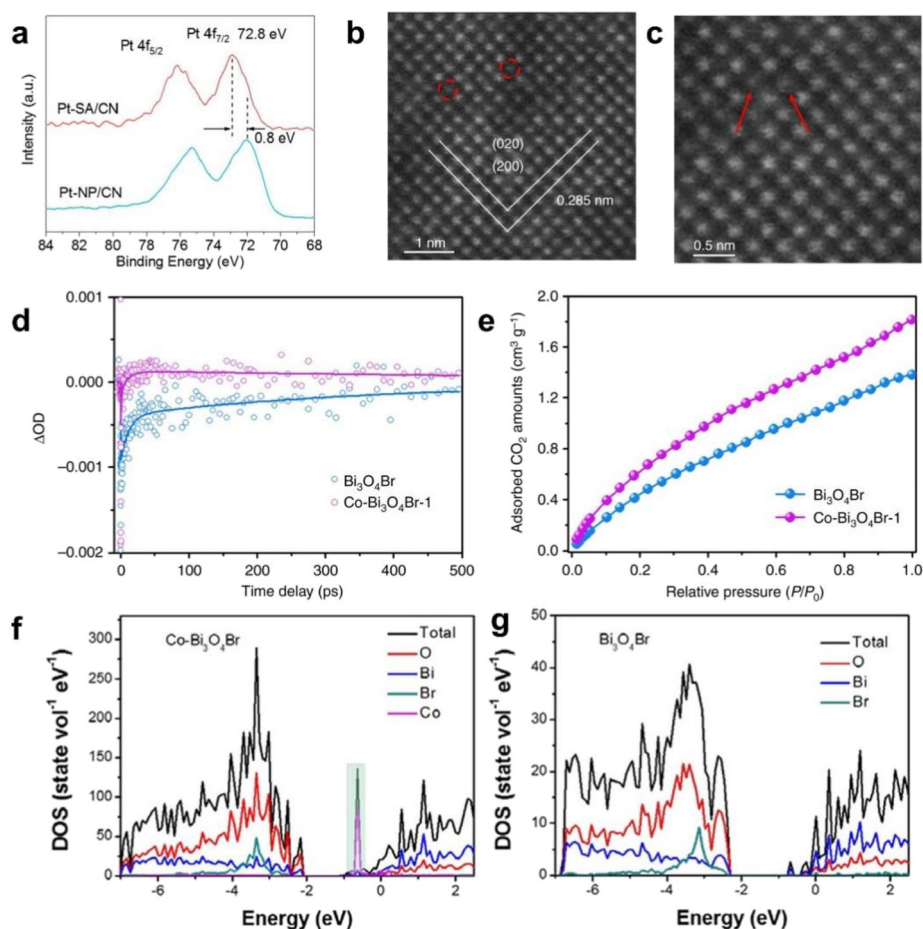 a
Pt 4f5/2
Pt 4f7/2 72.8 eV
Pt-SA/CN
0.8 eV
Pt-NP/CN
Intensity (a.u.)
84 82 80 78 76 74 72 70 68
Binding Energy (eV)
b
(020)
(200)
0.285 nm
1 nm
c
0.5 nm
d
0.001
0.000
−0.001
−0.002
ΔOD
Bi3O4Br
Co-Bi3O4Br-1
0 100 200 300 400 500
Time delay (ps)
e
2.0
1.6
1.2
0.8
0.4
0.0
Adsorbed CO2 amounts (cm³ g⁻¹)
Bi3O4Br
Co-Bi3O4Br-1
0.0 0.2 0.4 0.6 0.8 1.0
Relative pressure (P/P0)
f
Co-Bi3O4Br
Total
O
Bi
Br
Co
300
250
200
150
100
50
0
DOS (state vol⁻¹ eV⁻¹)
-6 -4 -2 0 2
Energy (eV)
g
Bi3O4Br
Total
O
Bi
Br
50
40
30
20
10
0
DOS (state vol⁻¹ eV⁻¹)
-6 -4 -2 0 2
Energy (eV)